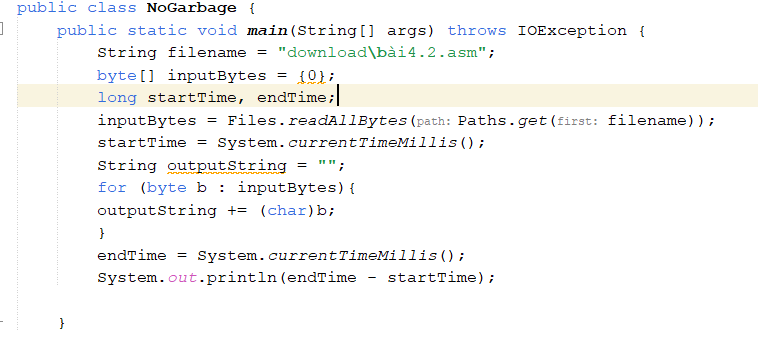 public class NoGarbage {
public static void main(String[] args) throws IOException {
String filename = "download\bài4.2.asm";
byte[] inputBytes = {0};
long startTime, endTime;
inputBytes = Files.readAllBytes(path: Paths.get(first: filename));
startTime = System.currentTimeMillis();
String outputString = "";
for (byte b : inputBytes){
outputString += (char)b;
}
endTime = System.currentTimeMillis();
System.out.println(endTime - startTime);
}